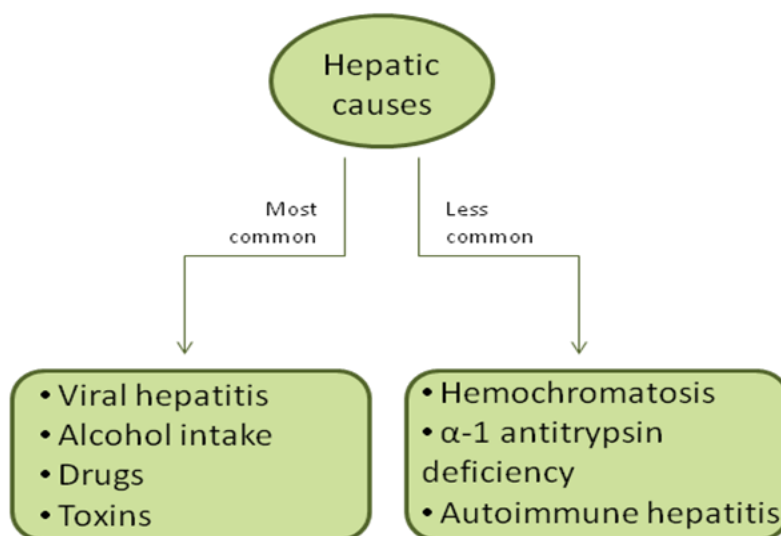 Hepatic
causes
Most
common
Less
common
• Viral hepatitis
• Alcohol intake
• Drugs
• Toxins
• Hemochromatosis
• α-1 antitrypsin
deficiency
• Autoimmune hepatitis